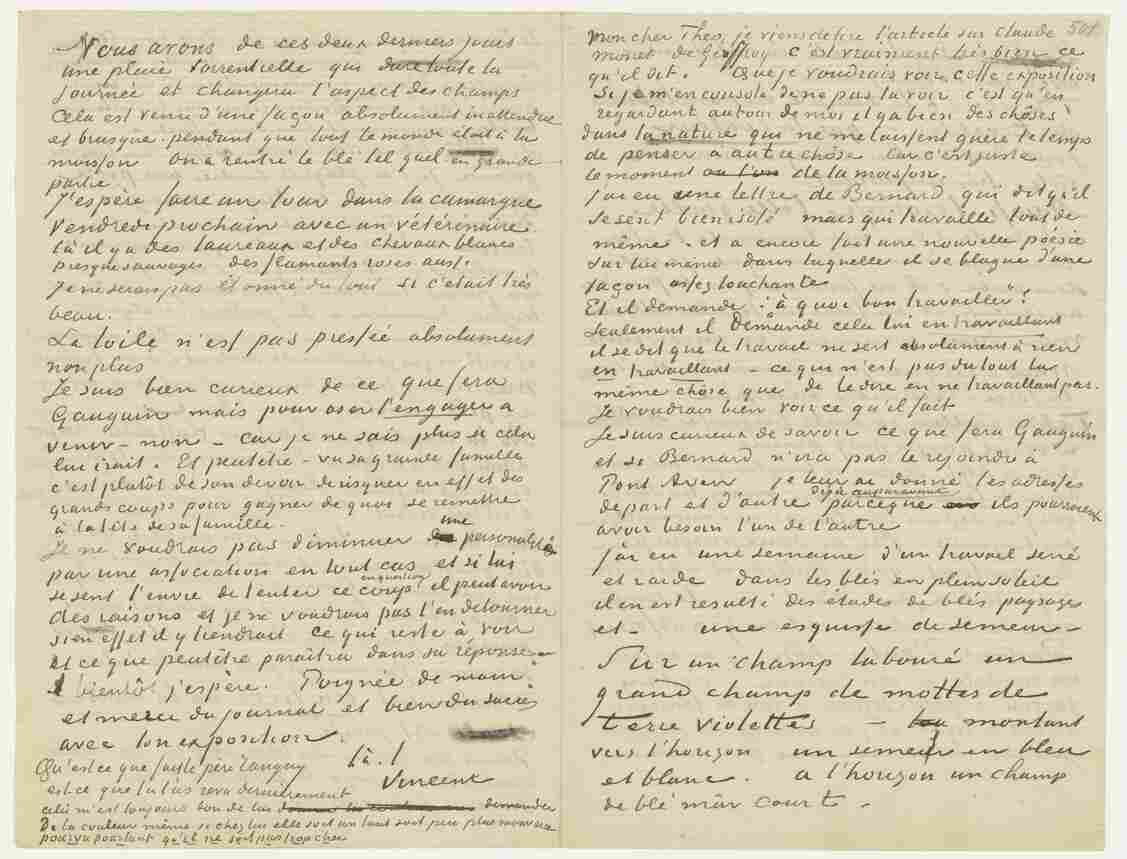 Nous avons de ces deux derniers jours
une pluie torrentielle qui dure toute la
journée et changera l'aspect des champs
Cela est venu d'une façon absolument inattendue
et brusque. pendant que tout le monde était à la
moisson on a rentré le blé tel quel en grande
partie
J'espère faire un tour dans la camargue
Vendredi prochain avec un vétérinaire
là il y a des taureaux et des chevaux blancs
presque sauvages des flamants roses aussi.
Je ne serais pas étonné du tout si c'était très
beau.
La toile n'est pas pressée absolument
non plus
Je suis bien curieux de ce que fera
Gauguin mais pour oser l'engager a
venir – non – car je ne sais plus si cela
lui irait. Et peutêtre – vu sa grande famille
c'est plutôt de son devoir de risquer en effet des
grands coups pour gagner de quoi se remettre
à la tête de sa famille.
Je ne voudrais pas diminuer une personalité
par une association en tout cas et si lui
se sent l'envie de tenter ce coup en question il peut avoir
des raisons et je ne voudrais pas l'en detourner
si en effet il y tiendrait ce qui reste à voir
et ce que peutêtre paraîtra dans sa réponse.
à bientôt j'espère. Poignée de main
et merci du journal et bien du succès
avec ton exposition.
t. à t.
Vincent
Qu'est ce que fait le père Tanguy
est ce que tu l'as revu dernièrement
celà m'est toujours bon de lui demander
De la couleur même si chez lui elle soit un tant soit peu plus mauvaise
pourvu pourtant qu'il ne soit pas trop cher
501
Mon cher Theo, je viens de lire l'article sur Claude
Monet de Geffroy c'est vraiment très bien ce
qu'il dit. Que je voudrais voir cette exposition
Si je m'en console de ne pas la voir c'est qu'en
regardant autour de moi il y a bien des chôses
dans la nature qui ne me laissent guère le temps
de penser à autre chôse Car c'est juste
le moment ou l'on de la moisson.
J'ai eu une lettre de Bernard qui dit qu'il
se sent bien isolé mais qui travaille tout de
même. et a encore fait une nouvelle poésie
sur lui même dans laquelle il se blague d'une
façon assez touchante
Et il demande: "à quoi bon travailler"?
Seulement il demande cela lui en travaillant
il se dit que le travail ne sert absolument à rien
en travaillant – ce qui n'est pas du tout la
même chose que de le dire en ne travaillant pas.
Je voudrais bien voir ce qu'il fait
Je suis curieux de savoir ce que fera Gauguin
et si Bernard n'ira pas le rejoindre à
Pont Aven je leur ai donné les adresses
de part et d'autre dejà auparavant parceque ils pourraient
avoir besoin l'un de l'autre
J'ai eu une semaine d'un travail serré
et raide dans les blés en plein soleil
il en est resulté des études de blés paysages
et – une esquisse de semeur –
Sur un champ labouré un
grand champ de mottes de
terre violettes – montant
vers l'horizon un semeur en bleu
et blanc. a l'horizon un champ
de blé mûr court –